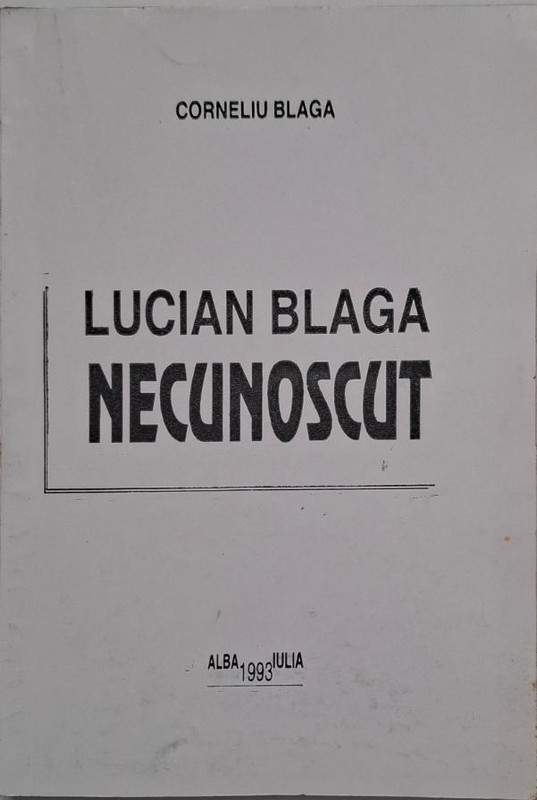 CORNELIU BLAGA
LUCIAN BLAGA
NECUNOSCUT
ALBA 1993 IULIA